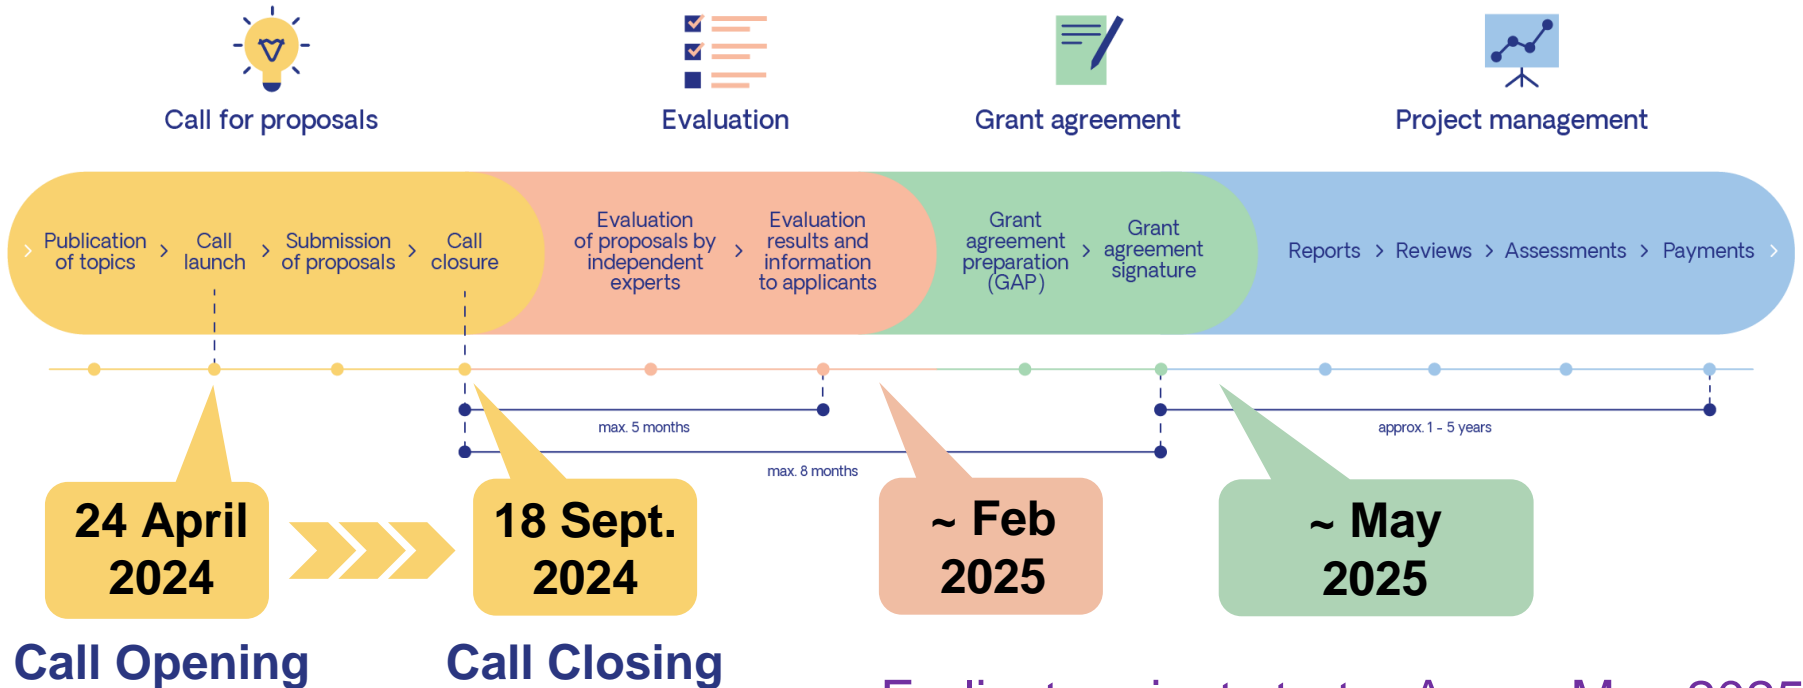 Call for proposals
Evaluation
Grant agreement
Project management
Publication
of topics
Call
launch
Submission
of proposals
Call
closure
Evaluation
of proposals by
independent
experts
Evaluation
results and
information
to applicants
Grant
agreement
preparation
(GAP)
Grant
agreement
signature
Reports
Reviews
Assessments
Payments
max. 5 months
approx. 1 - 5 years
max. 8 months
24 April
2024
18 Sept.
2024
~ Feb
2025
~ May
2025
Call Opening
Call Closing